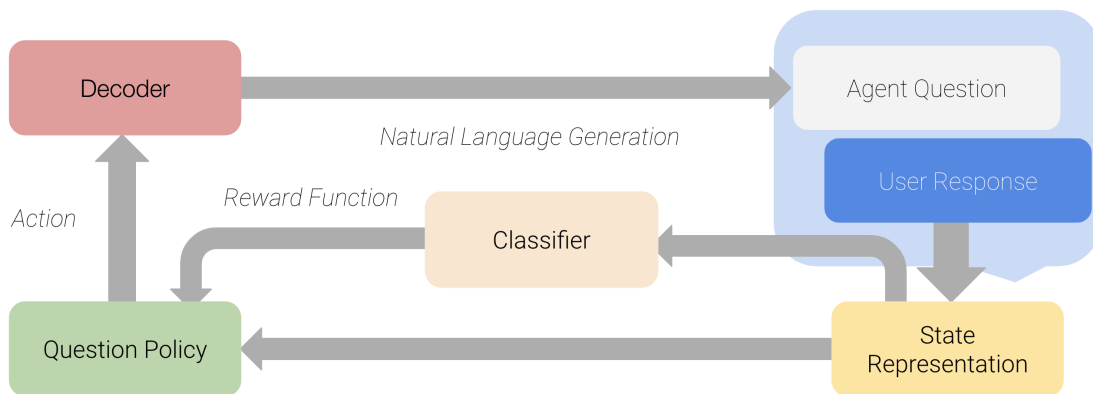 Decoder
Agent Question
Natural Language Generation
User Response
Reward Function
Action
Classifier
Question Policy
State
Representation